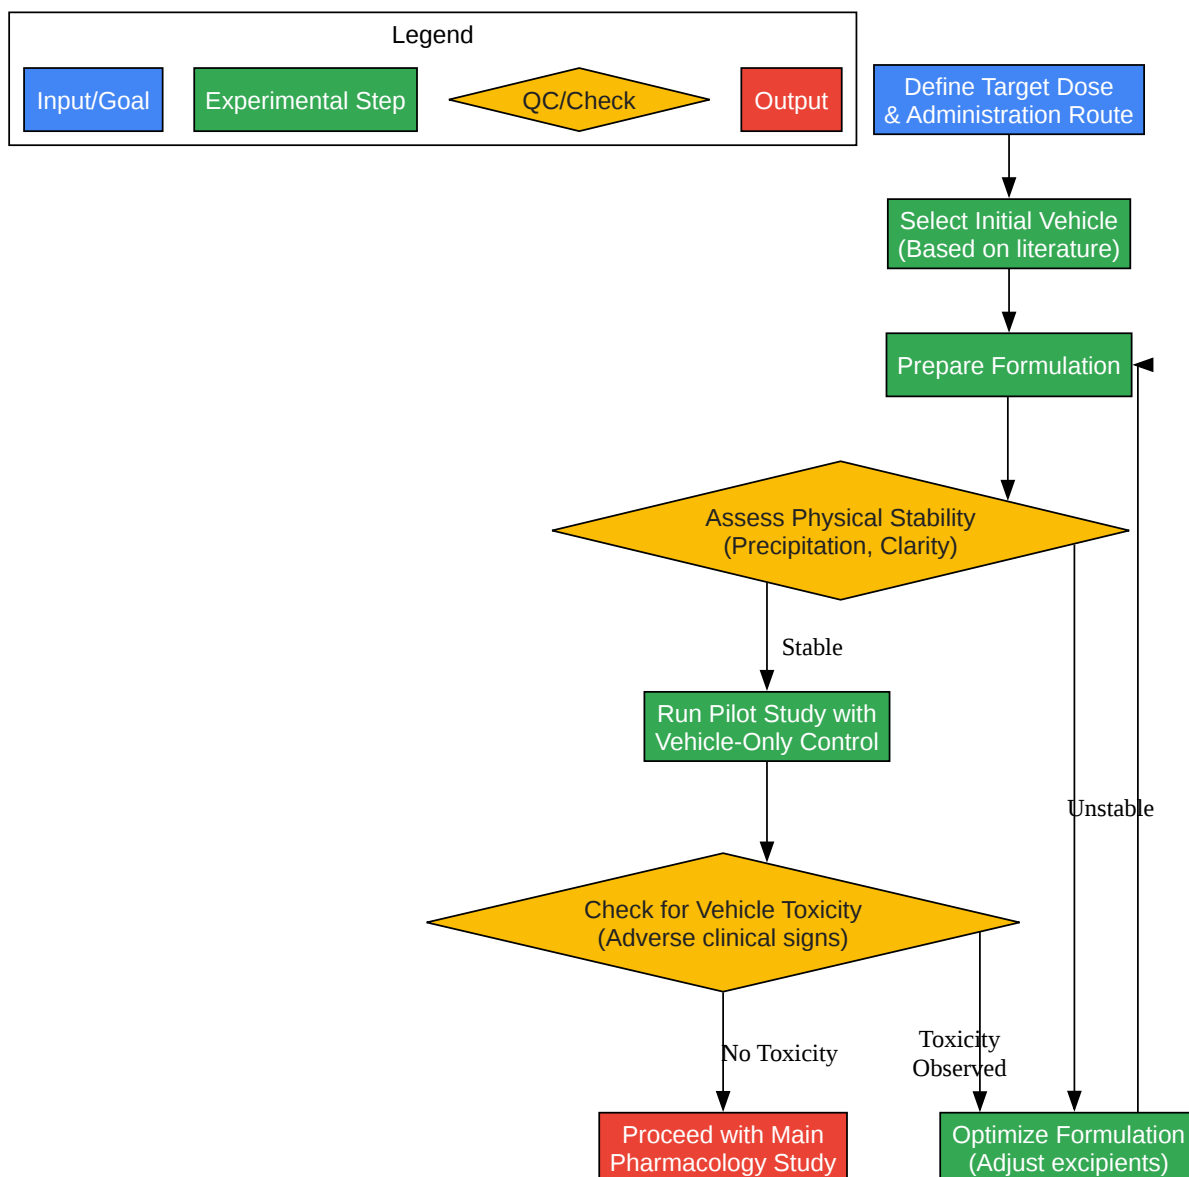 Legend
Input/Goal
Experimental Step
QC/Check
Output
Define Target Dose
& Administration Route
Select Initial Vehicle
(Based on literature)
Prepare Formulation
Assess Physical Stability
(Precipitation, Clarity)
Stable
Run Pilot Study with
Vehicle-Only Control
Unstable
Check for Vehicle Toxicity
(Adverse clinical signs)
No Toxicity
Toxicity
Observed
Proceed with Main
Pharmacology Study
Optimize Formulation
(Adjust excipients)